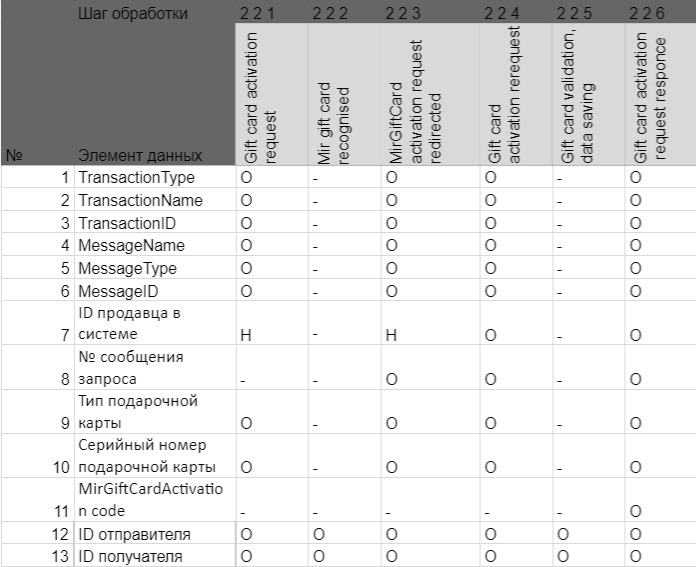 Шаг обработки 2 2 1 2 2 2 2 2 3 2 2 4 2 2 5 2 2 6
№ Элемент данных Gift card activation request Mir gift card recognised MirGiftCard activation request redirected Gift card activation rerequest Gift card validation, data saving Gift card activation request responce
1 TransactionType O - O O - O
2 TransactionName O - O O - O
3 TransactionID O - O O - O
4 MessageName O - O O - O
5 MessageType O - O O - O
6 MessageID O - O O - O
ID продавца в
7 системе Н - Н О - О
№ сообщения
8 запроса - - О О - О
Тип подарочной
9 карты О - О О - О
Серийный номер
10 подарочной карты О - О О - О
MirGiftCardActivatio
11 n code - - - - - О
12 ID отправителя О О О О О О
13 ID получателя О О О О О О